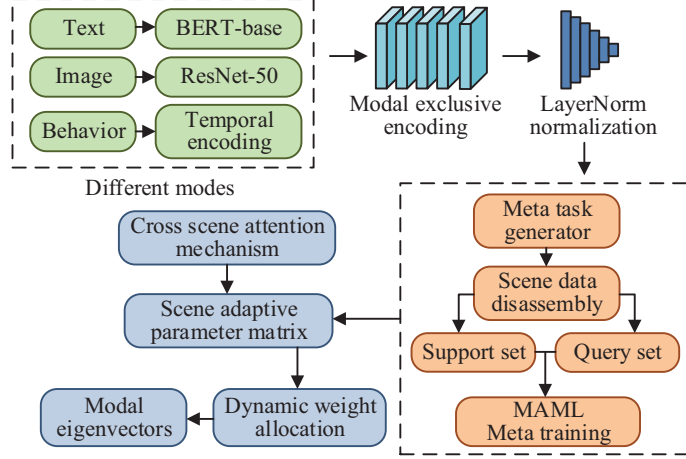 Text
BERT-base
Image
ResNet-50
Behavior
Temporal
encoding
Different modes
Modal exclusive
encoding
LayerNorm
normalization
Meta task
generator
Scene data
disassembly
Support set
Query set
MAML
Meta training
Cross scene attention
mechanism
Scene adaptive
parameter matrix
Dynamic weight
allocation
Modal
eigenvectors